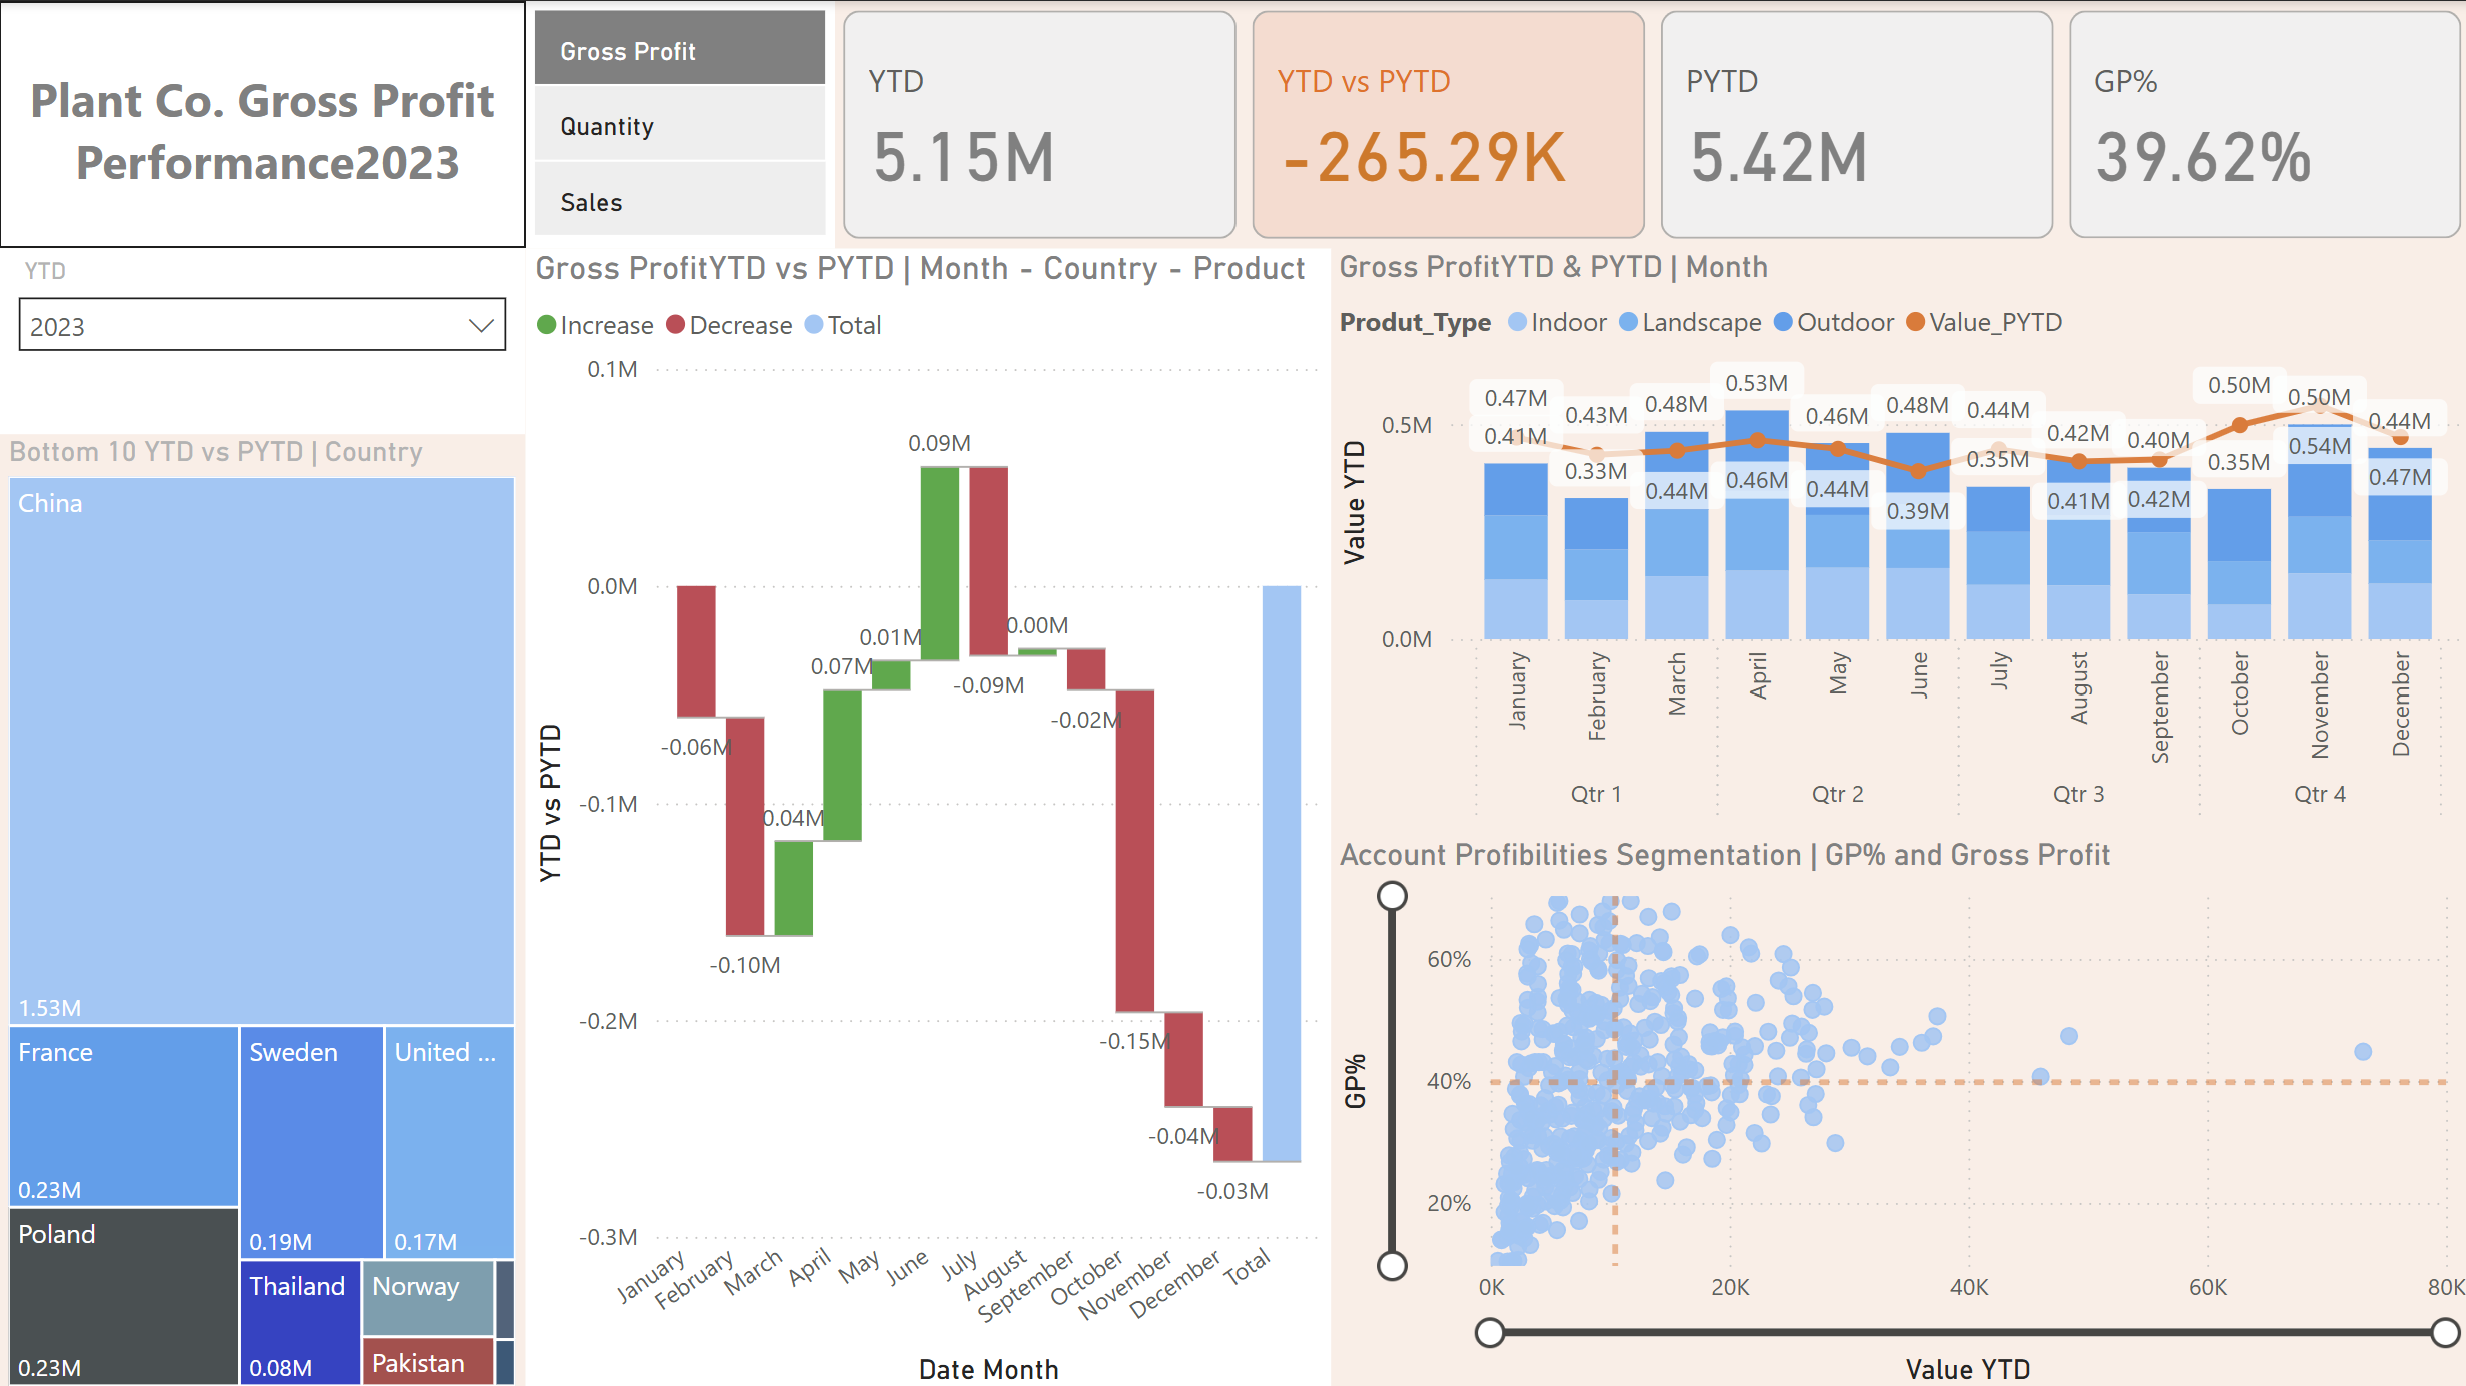 Plant Co. Gross Profit
Performance2023
Gross Profit
Quantity
Sales
YTD
5.15M
YTD vs PYTD
-265.29K
PYTD
5.42M
GP%
39.62%
YTD
2023
Bottom 10 YTD vs PYTD | Country
China
1.53M
France
0.23M
Poland
0.23M
Sweden
0.19M
United ...
0.17M
Thailand
0.08M
Norway
Pakistan
Gross ProfitYTD vs PYTD | Month - Country - Product
Increase Decrease Total
YTD vs PYTD
0.1M
0.0M
-0.1M
-0.2M
-0.3M
-0.06M
-0.10M
0.04M
0.07M
0.01M
0.09M
-0.09M
0.00M
-0.02M
-0.15M
-0.04M
-0.03M
January
February
March
April
May
June
July
August
September
October
November
December
Total
Date Month
Gross ProfitYTD & PYTD | Month
Produt_Type Indoor Landscape Outdoor Value_PYTD
Value YTD
0.5M
0.0M
0.47M
0.43M
0.48M
0.53M
0.46M
0.48M
0.44M
0.42M
0.40M
0.50M
0.50M
0.44M
0.41M
0.33M
0.44M
0.46M
0.44M
0.39M
0.35M
0.41M
0.42M
0.35M
0.54M
0.47M
January
February
March
April
May
June
July
August
September
October
November
December
Qtr 1
Qtr 2
Qtr 3
Qtr 4
Account Profibilities Segmentation | GP% and Gross Profit
GP%
60%
40%
20%
0K
20K
40K
60K
80K
Value YTD